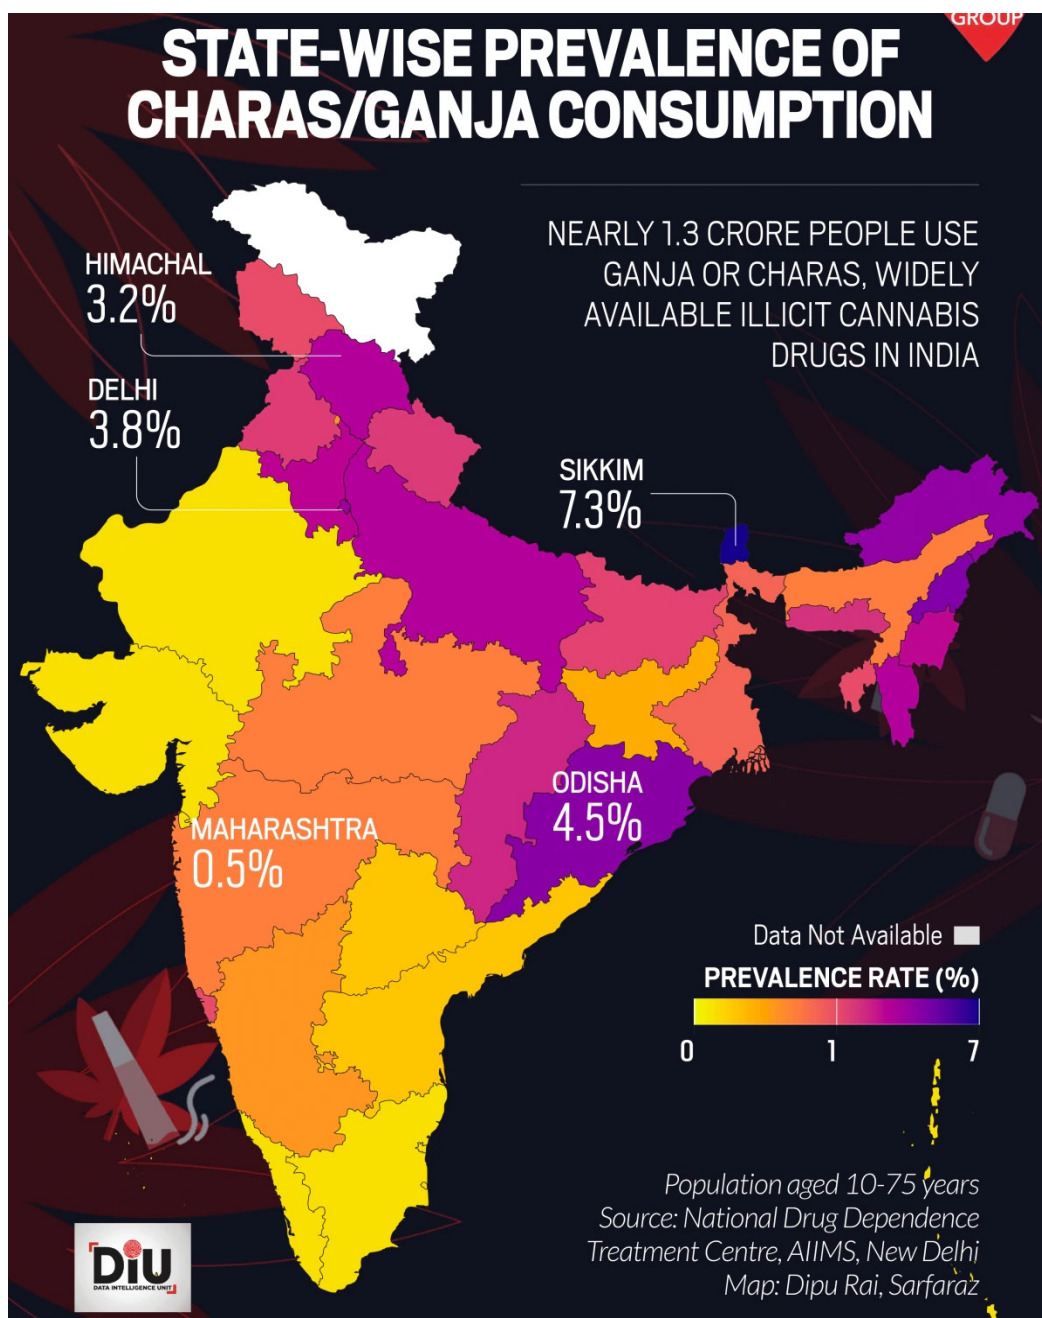 GROUP
STATE-WISE PREVALENCE OF
CHARAS/GANJA CONSUMPTION
NEARLY 1.3 CRORE PEOPLE USE
GANJA OR CHARAS, WIDELY
AVAILABLE ILLICIT CANNABIS
DRUGS IN INDIA
HIMACHAL
3.2%
DELHI
3.8%
SIKKIM
7.3%
ODISHA
4.5%
MAHARASHTRA
0.5%
Data Not Available
PREVALENCE RATE (%)
0 1 7
Population aged 10-75 years
Source: National Drug Dependence
Treatment Centre, AIIMS, New Delhi
Map: Dipu Rai, Sarfaraz
DiU
DATA INTELLIGENCE UNIT